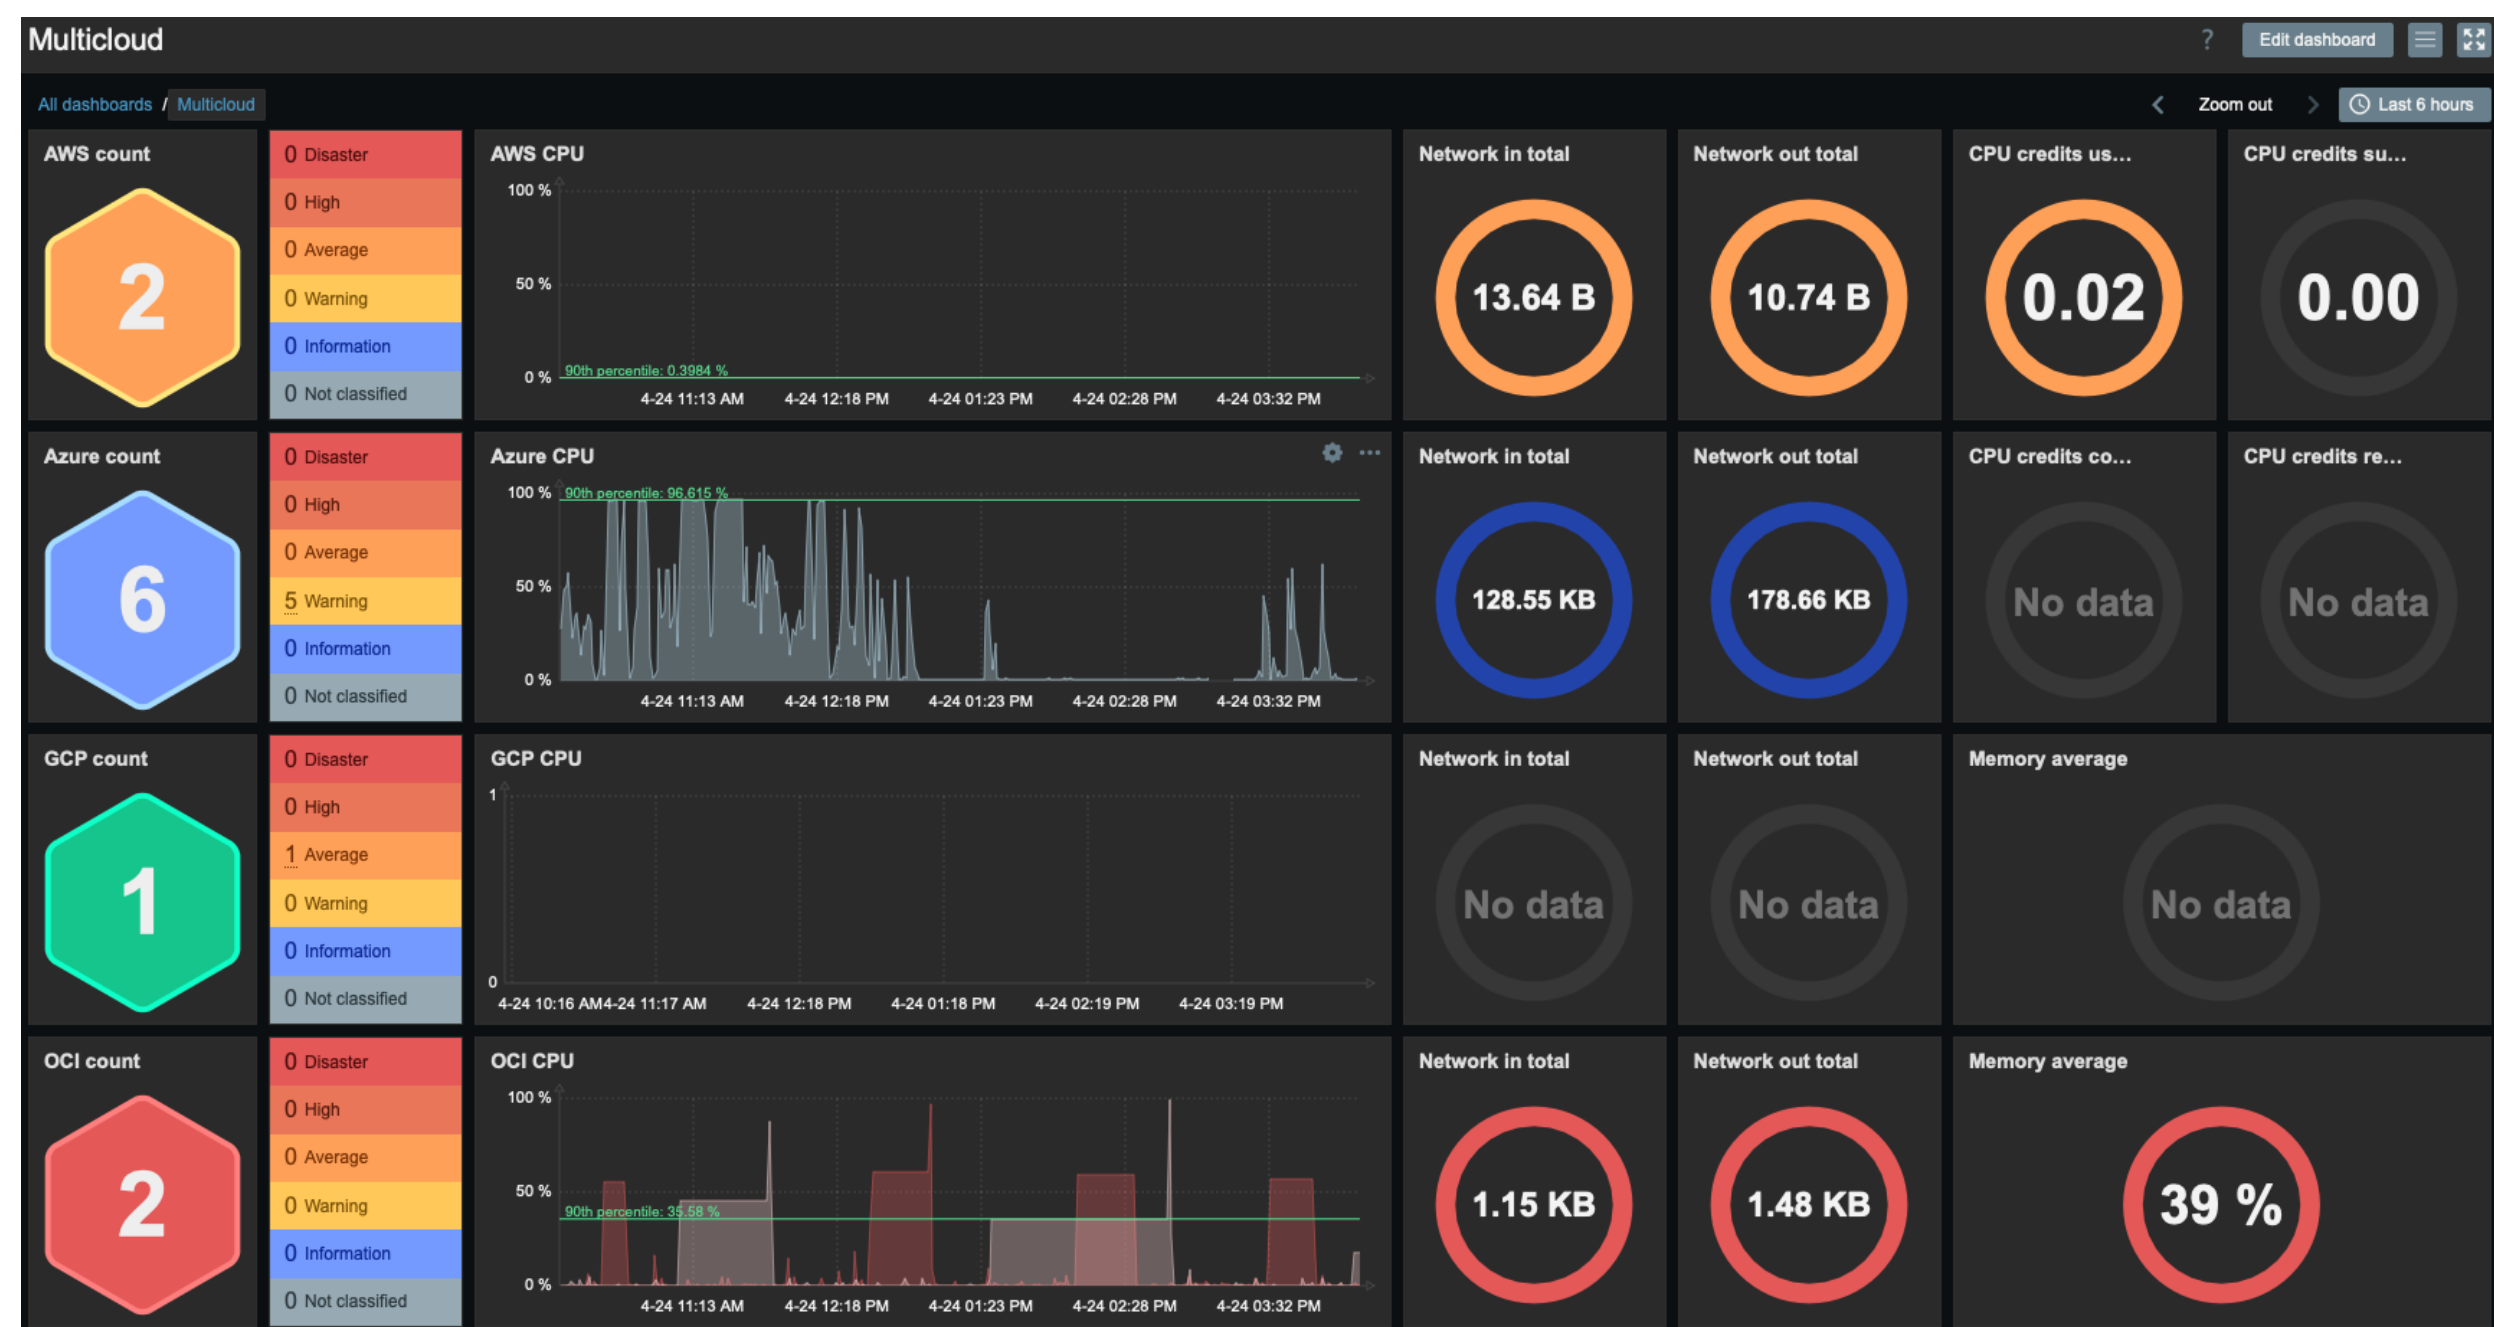 Multicloud
?
Edit dashboard
All dashboards / Multicloud
Zoom out
Last 6 hours
AWS count
2
0 Disaster
0 High
0 Average
0 Warning
0 Information
0 Not classified
AWS CPU
100 %
50 %
0 %
90th percentile: 0.3984 %
4-24 11:13 AM 4-24 12:18 PM 4-24 01:23 PM 4-24 02:28 PM 4-24 03:32 PM
Network in total
13.64 B
Network out total
10.74 B
CPU credits us...
0.02
CPU credits su...
0.00
Azure count
6
0 Disaster
0 High
0 Average
5 Warning
0 Information
0 Not classified
Azure CPU
100 %
90th percentile: 96.615 %
50 %
0 %
4-24 11:13 AM 4-24 12:18 PM 4-24 01:23 PM 4-24 02:28 PM 4-24 03:32 PM
Network in total
128.55 KB
Network out total
178.66 KB
CPU credits co...
No data
CPU credits re...
No data
GCP count
1
0 Disaster
0 High
1 Average
0 Warning
0 Information
0 Not classified
GCP CPU
1
0
4-24 10:16 AM 4-24 11:17 AM 4-24 12:18 PM 4-24 01:18 PM 4-24 02:19 PM 4-24 03:19 PM
Network in total
No data
Network out total
No data
Memory average
No data
OCI count
2
0 Disaster
0 High
0 Average
0 Warning
0 Information
0 Not classified
OCI CPU
100 %
50 %
90th percentile: 35.58 %
0 %
4-24 11:13 AM 4-24 12:18 PM 4-24 01:23 PM 4-24 02:28 PM 4-24 03:32 PM
Network in total
1.15 KB
Network out total
1.48 KB
Memory average
39 %